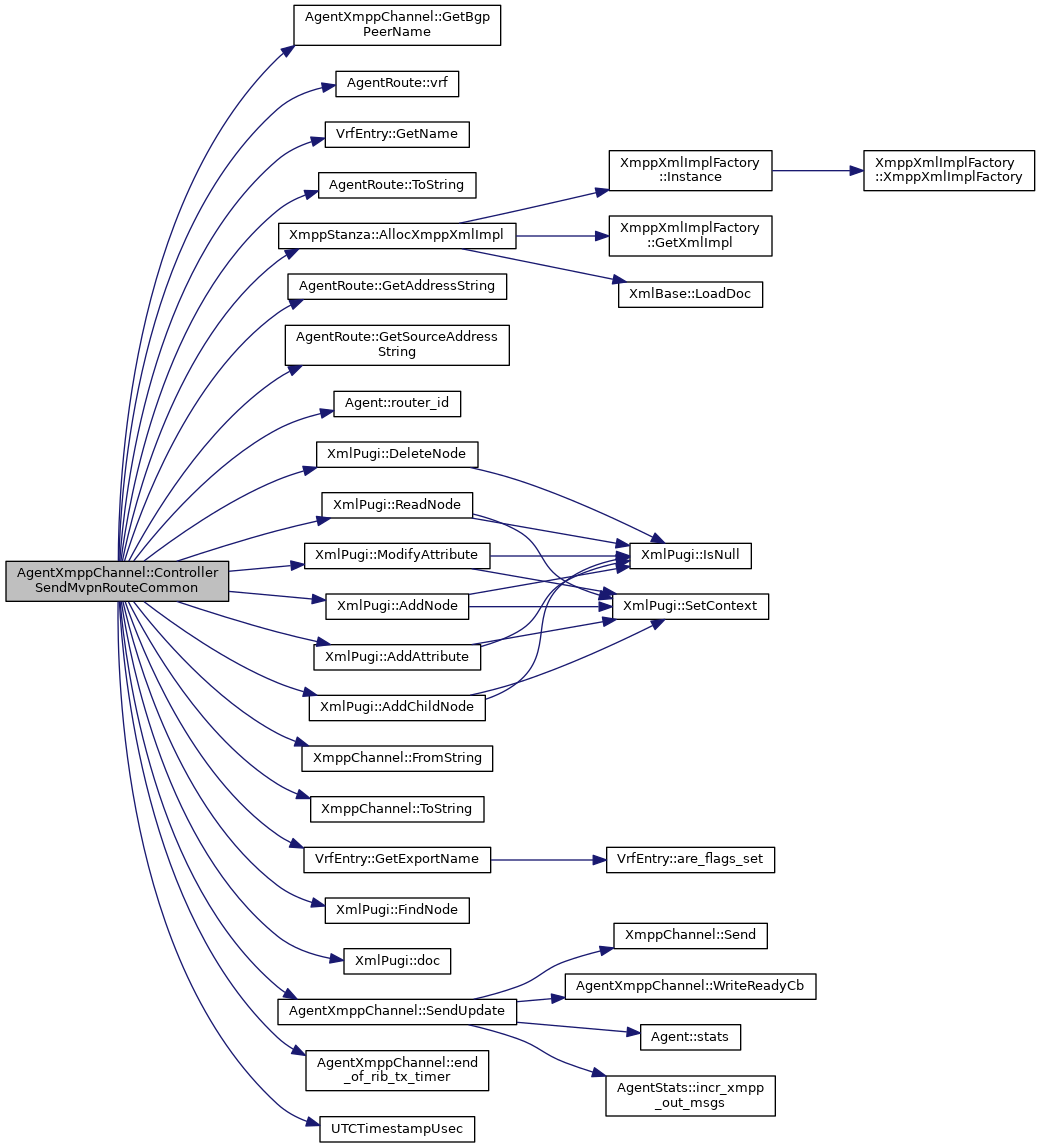 AgentXmppChannel::GetBgp
PeerName
AgentRoute::vrf
VrfEntry::GetName
AgentRoute::ToString
XmppStanza::AllocXmppXmlImpl
XmppXmlImplFactory
::Instance
XmppXmlImplFactory
::XmppXmlImplFactory
XmppXmlImplFactory
::GetXmlImpl
XmlBase::LoadDoc
AgentRoute::GetAddressString
AgentRoute::GetSourceAddress
String
Agent::router_id
XmlPugi::DeleteNode
XmlPugi::ReadNode
XmlPugi::ModifyAttribute
XmlPugi::IsNull
AgentXmppChannel::Controller
SendMvpnRouteCommon
XmlPugi::AddNode
XmlPugi::SetContext
XmlPugi::AddAttribute
XmlPugi::AddChildNode
XmppChannel::FromString
XmppChannel::ToString
VrfEntry::GetExportName
VrfEntry::are_flags_set
XmlPugi::FindNode
XmlPugi::doc
AgentXmppChannel::SendUpdate
XmppChannel::Send
AgentXmppChannel::WriteReadyCb
Agent::stats
AgentStats::incr_xmpp
_out_msgs
AgentXmppChannel::end
_of_rib_tx_timer
UTCTimestampUsec